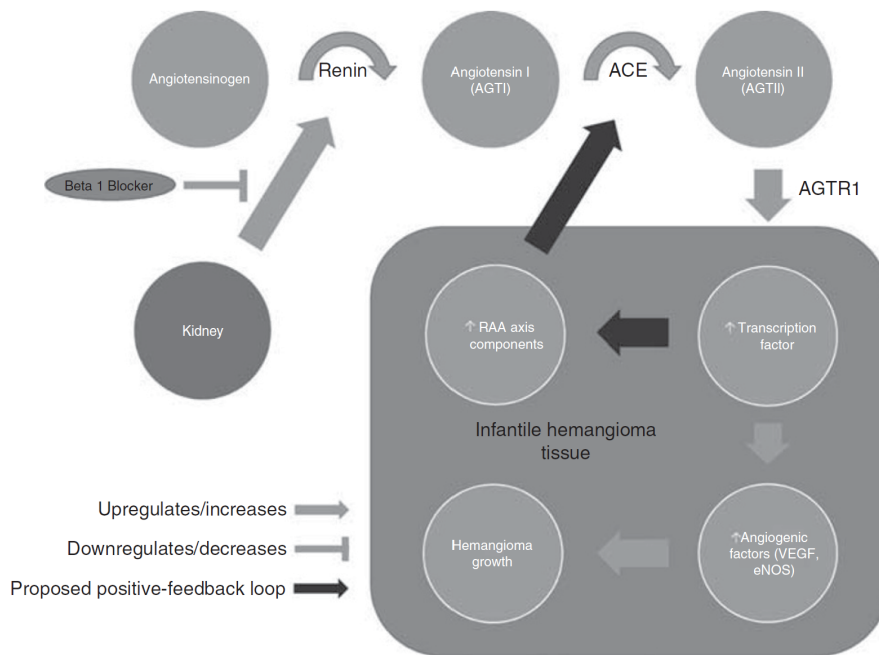 Angiotensinogen
Renin
Angiotensin I
(AGTI)
ACE
Angiotensin II
(AGTII)
Beta 1 Blocker
AGTR1
Kidney
↑ RAA axis
components
↑ Transcription
factor
Infantile hemangioma
tissue
Upregulates/increases
Downregulates/decreases
Proposed positive-feedback loop
Hemangioma
growth
↑Angiogenic
factors (VEGF,
eNOS)